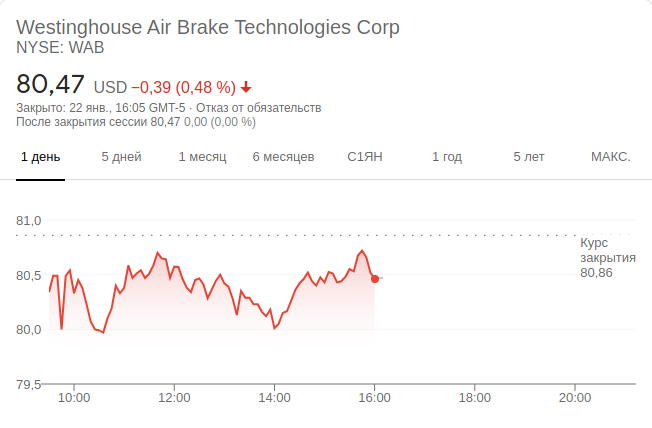 Westinghouse Air Brake Technologies Corp
NYSE: WAB
80,47 USD −0,39 (0,48 %)
Закрыто: 22 янв., 16:05 GMT-5 · Отказ от обязательств
После закрытия сессии 80,47 0,00 (0,00 %)
1 день 5 дней 1 месяц 6 месяцев С1ЯН 1 год 5 лет МАКС.
81,0
Курс
закрытия
80,86
80,5
80,0
79,5
10:00 12:00 14:00 16:00 18:00 20:00